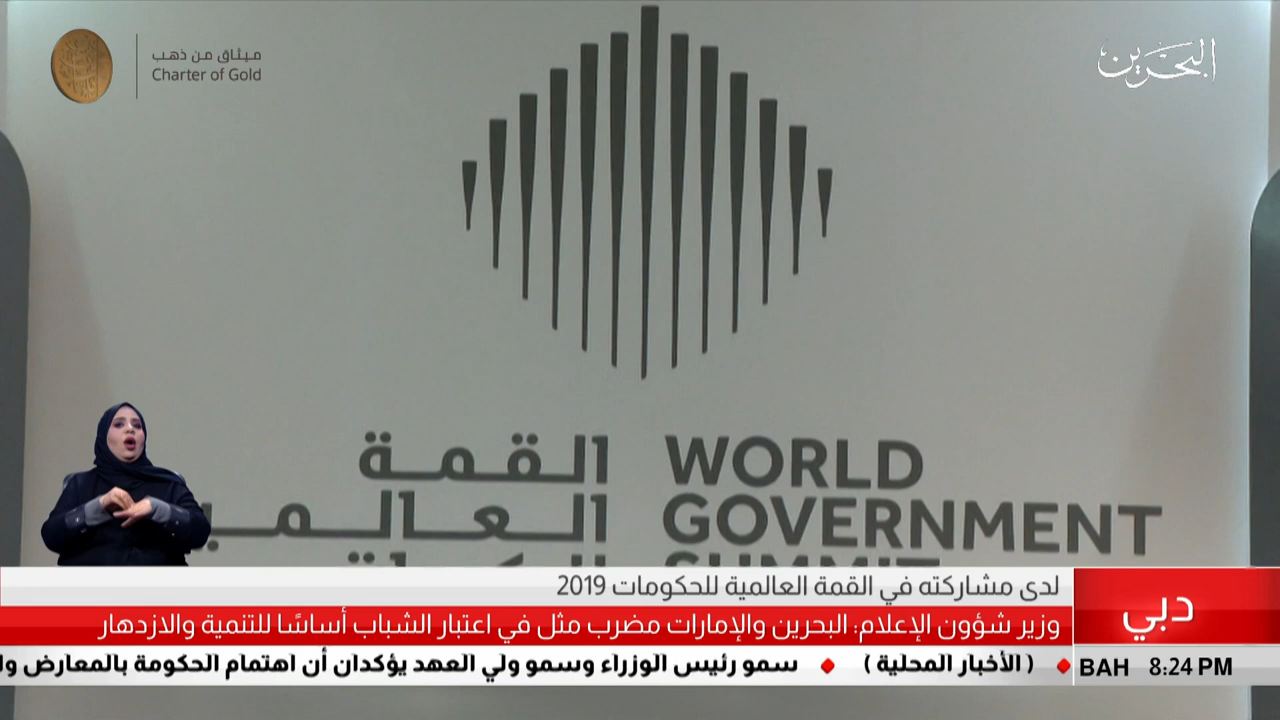 ميثاق من ذهب
Charter of Gold
البحرين
القمة
العالمية
WORLD
GOVERNMENT
SUMMIT
لدى مشاركته في القمة العالمية للحكومات 2019
دبي
وزير شؤون الإعلام: البحرين والإمارات مضرب مثل في اعتبار الشباب أساسًا للتنمية والازدهار
BAH 8:24 PM
( الأخبار المحلية ) سمو رئيس الوزراء وسمو ولي العهد يؤكدان أن اهتمام الحكومة بالمعارض